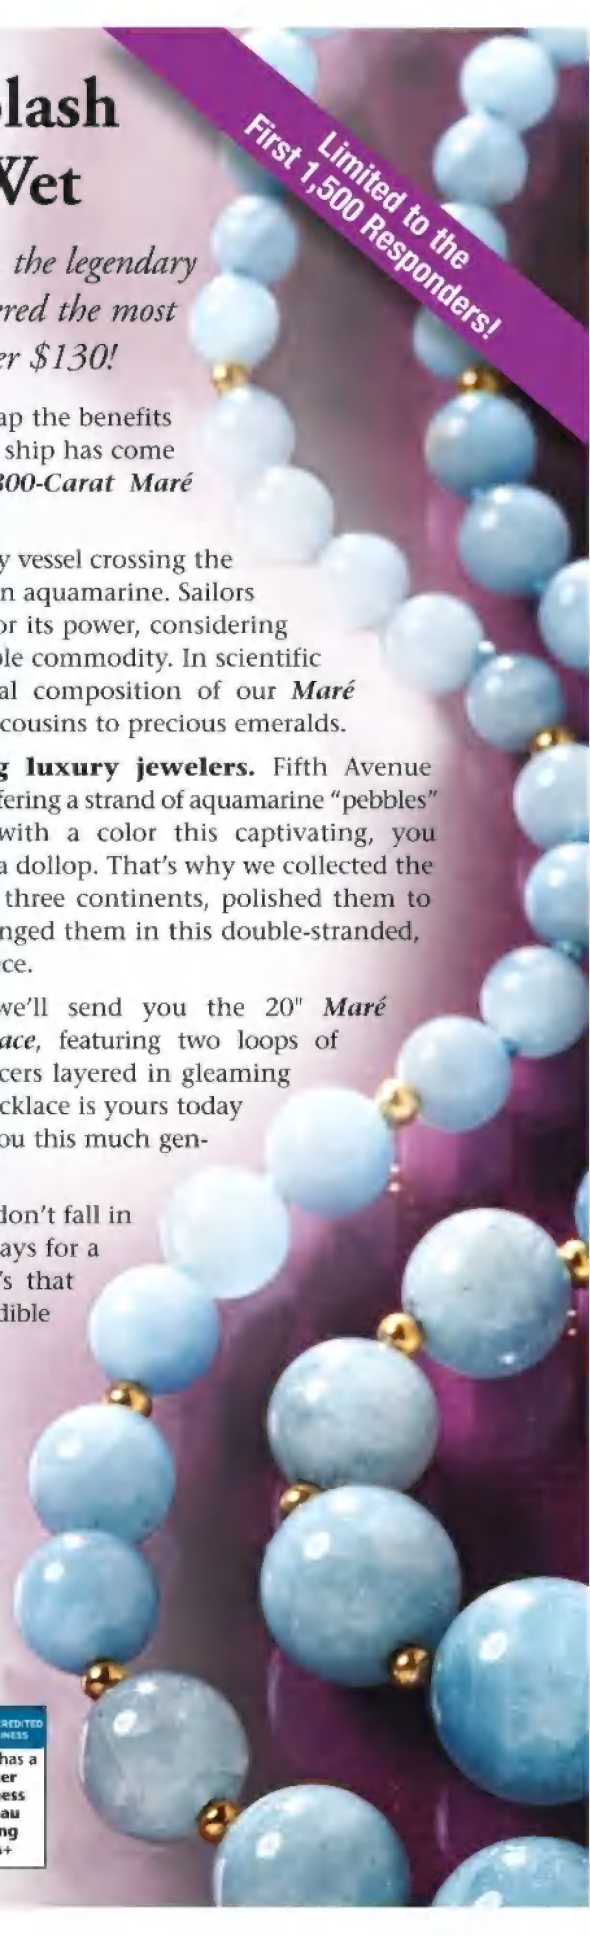 lash
Wet
Limited to the
First 1,500 Responders!
the legendary
ered the most
er $130!
ap the benefits
ship has come
300-Carat Maré
y vessel crossing the
n aquamarine. Sailors
or its power, considering
ble commodity. In scientific
al composition of our Maré
cousins to precious emeralds.
g luxury jewelers. Fifth Avenue
fering a strand of aquamarine “pebbles”
with a color this captivating, you
a dollop. That’s why we collected the
three continents, polished them to
nged them in this double-stranded,
ce.
we’ll send you the 20" Maré
ace, featuring two loops of
cers layered in gleaming
cklace is yours today
ou this much gen-
don’t fall in
ays for a
’s that
dible
REDITED
INESS
has a
er
ess
au
ng
+